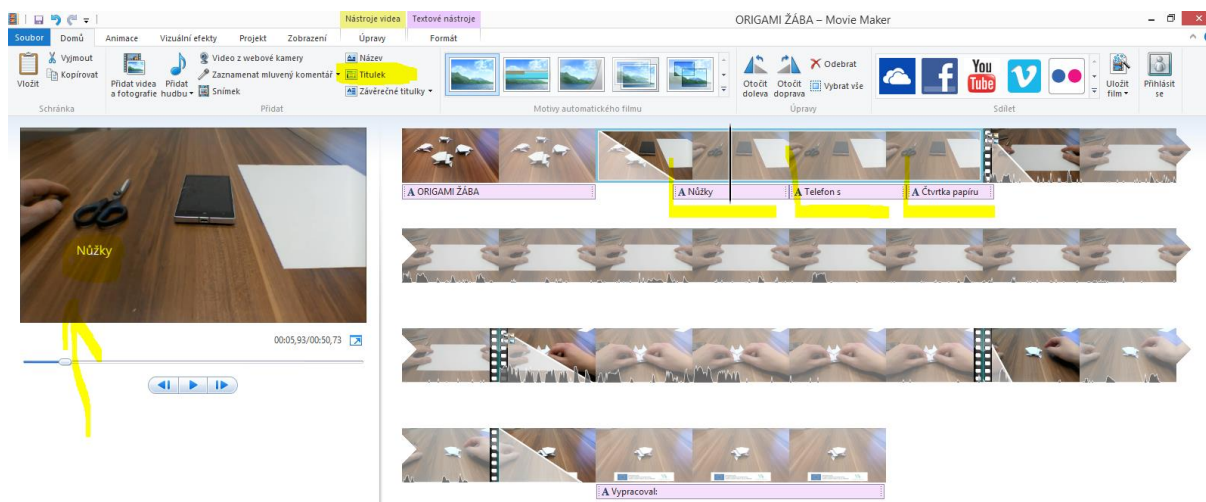 Nástroje videa Textové nástroje ORIGAMI ŽÁBA – Movie Maker
Soubor Domů Animace Vizuální efekty Projekt Zobrazení Úpravy Formát
Vložit
Vyjmout
Kopírovat
Schránka
Přidat videa a fotografie
Přidat hudbu
Video z webové kamery
Zaznamenat mluvený komentář
Snímek
Název
Titulek
Závěrečné titulky
Přidat
Motivy automatického filmu
Otočit doleva
Otočit doprava
Odebrat
Vybrat vše
Úpravy
You
Tube
Sdílet
Uložit film
Přihlásit se
Nůžky
00:05,93/00:50,73
A ORIGAMI ŽÁBA
A Nůžky
A Telefon s
A Čtvrtka papíru
A Vypracoval: